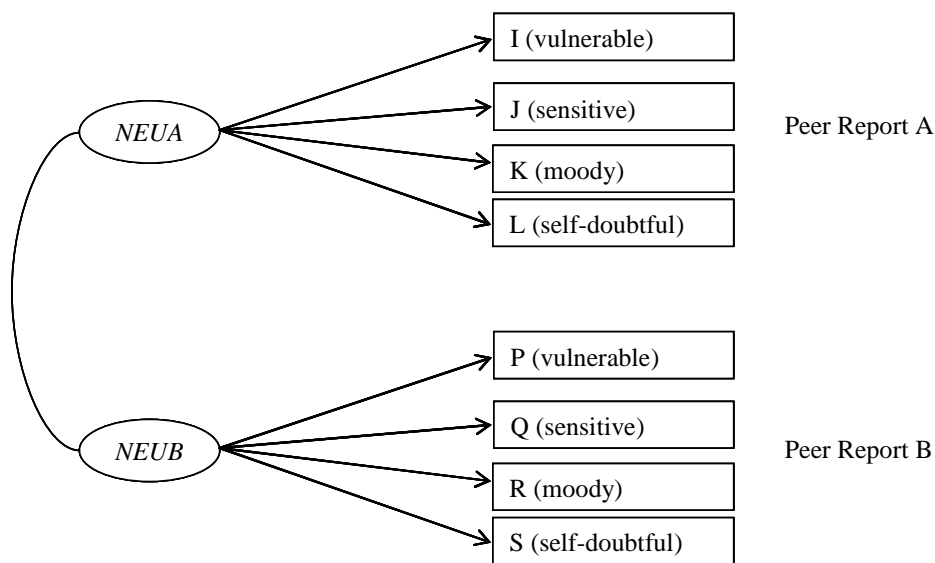 I (vulnerable)
J (sensitive)
Peer Report A
NEUA
K (moody)
L (self-doubtful)
P (vulnerable)
Q (sensitive)
Peer Report B
NEUB
R (moody)
S (self-doubtful)